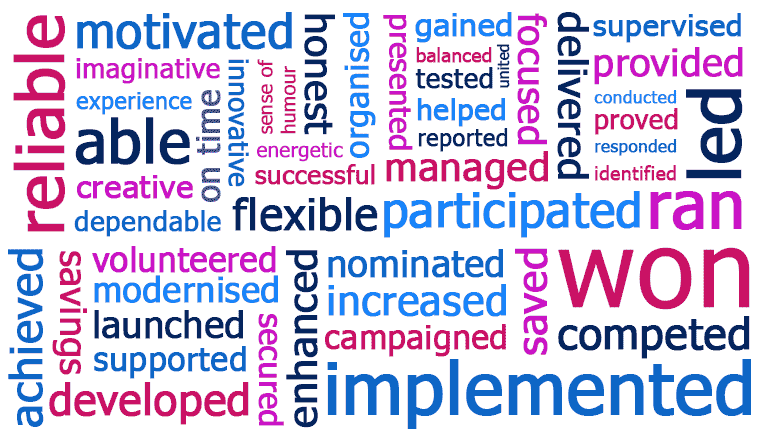 reliable
motivated
imaginative
experience
able
creative
dependable
on time
innovative
sense of
humour
energetic
successful
honest
flexible
organised
presented
gained
balanced
tested
united
helped
reported
managed
participated
focused
delivered
supervised
provided
conducted
proved
responded
identified
led
ran
achieved
savings
volunteered
modernised
launched
supported
developed
secured
enhanced
nominated
increased
campaigned
saved
won
competed
implemented